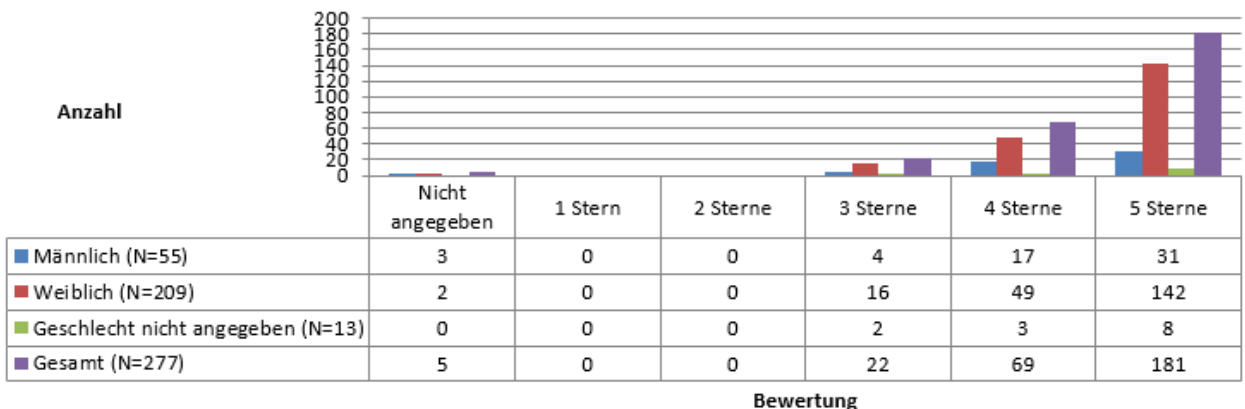 200
180
160
140
120
100
80
60
40
20
0
Anzahl
Nicht angegeben 1 Stern 2 Sterne 3 Sterne 4 Sterne 5 Sterne
Männlich (N=55) 3 0 0 4 17 31
Weiblich (N=209) 2 0 0 16 49 142
Geschlecht nicht angegeben (N=13) 0 0 0 2 3 8
Gesamt (N=277) 5 0 0 22 69 181
Bewertung